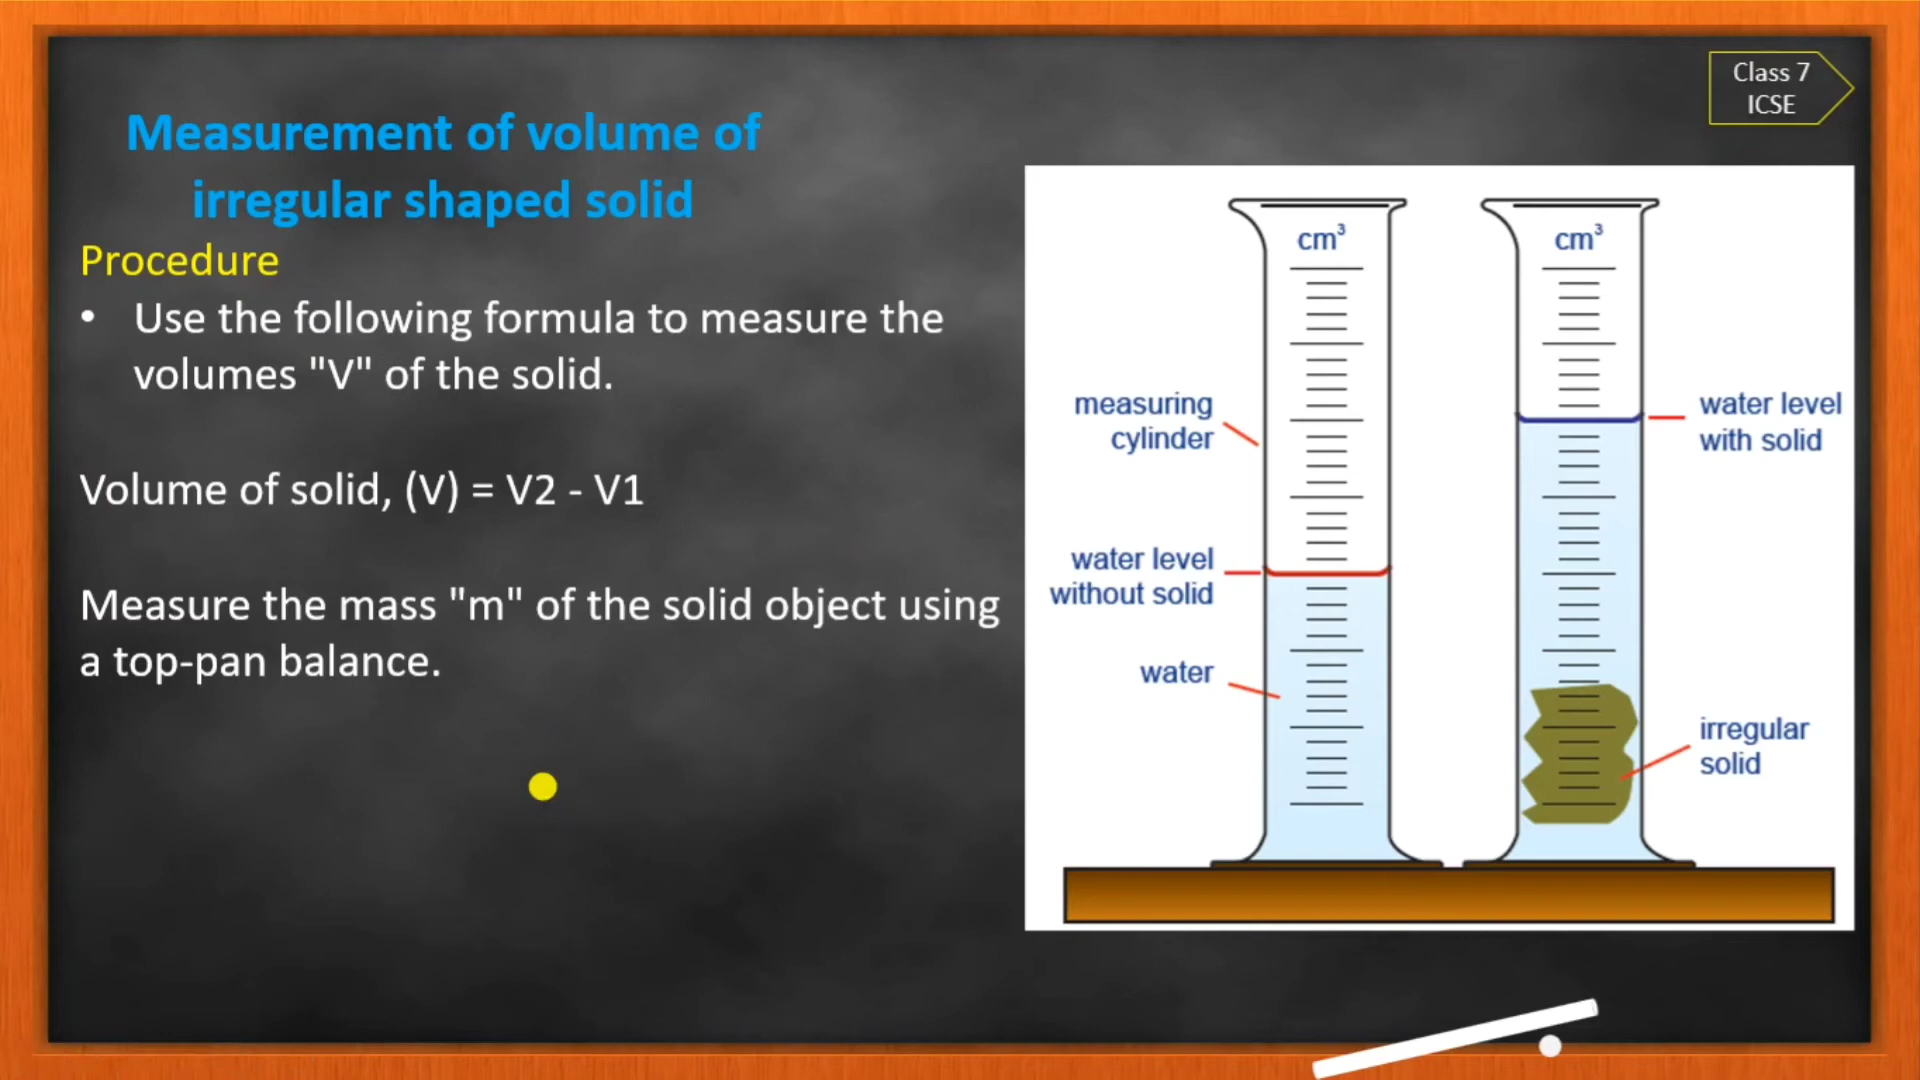 Class 7
ICSE
Measurement of volume of
irregular shaped solid
Procedure
• Use the following formula to measure the
volumes "V" of the solid.
Volume of solid, (V) = V2 - V1
Measure the mass "m" of the solid object using
a top-pan balance.
cm³
cm³
measuring
cylinder
water level
with solid
water level
without solid
water
irregular
solid